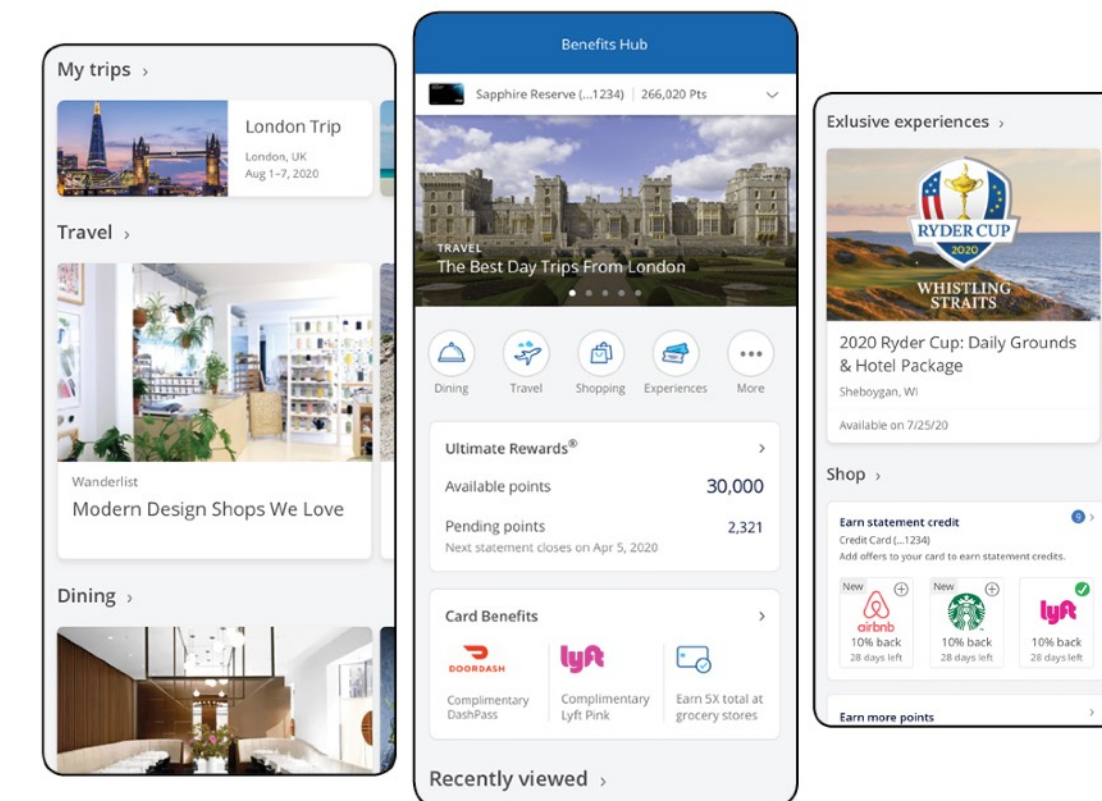 My trips >
London Trip
London, UK
Aug 1–7, 2020
Travel >
Wanderlist
Modern Design Shops We Love
Dining >
Benefits Hub
Sapphire Reserve (...1234) | 266,020 Pts
TRAVEL
The Best Day Trips From London
Dining Travel Shopping Experiences More
Ultimate Rewards® >
Available points 30,000
Pending points 2,321
Next statement closes on Apr 5, 2020
Card Benefits >
DOORDASH
Complimentary
DashPass
lyft
Complimentary
Lyft Pink
Earn 5X total at
grocery stores
Recently viewed >
Exlusive experiences >
RYDER CUP
2020
WHISTLING
STRAITS
2020 Ryder Cup: Daily Grounds
& Hotel Package
Sheboygan, WI
Available on 7/25/20
Shop >
Earn statement credit 9 >
Credit Card (...1234)
Add offers to your card to earn statement credits.
New
airbnb
10% back
28 days left
New
10% back
28 days left
lyft
10% back
28 days left
Earn more points >